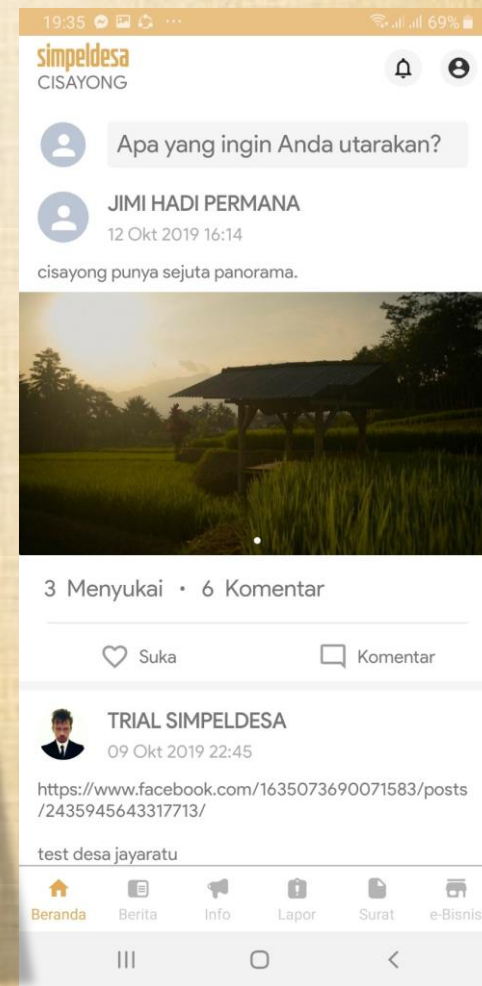 19:35
69%
simpeldesa
CISAYONG
Apa yang ingin Anda utarakan?
JIMI HADI PERMANA
12 Okt 2019 16:14
cisayong punya sejuta panorama.
3 Menyukai • 6 Komentar
Suka
Komentar
TRIAL SIMPELDESA
09 Okt 2019 22:45
https://www.facebook.com/1635073690071583/posts
/2435945643317713/
test desa jayaratu
Beranda
Berita
Info
Lapor
Surat
e-Bisnis